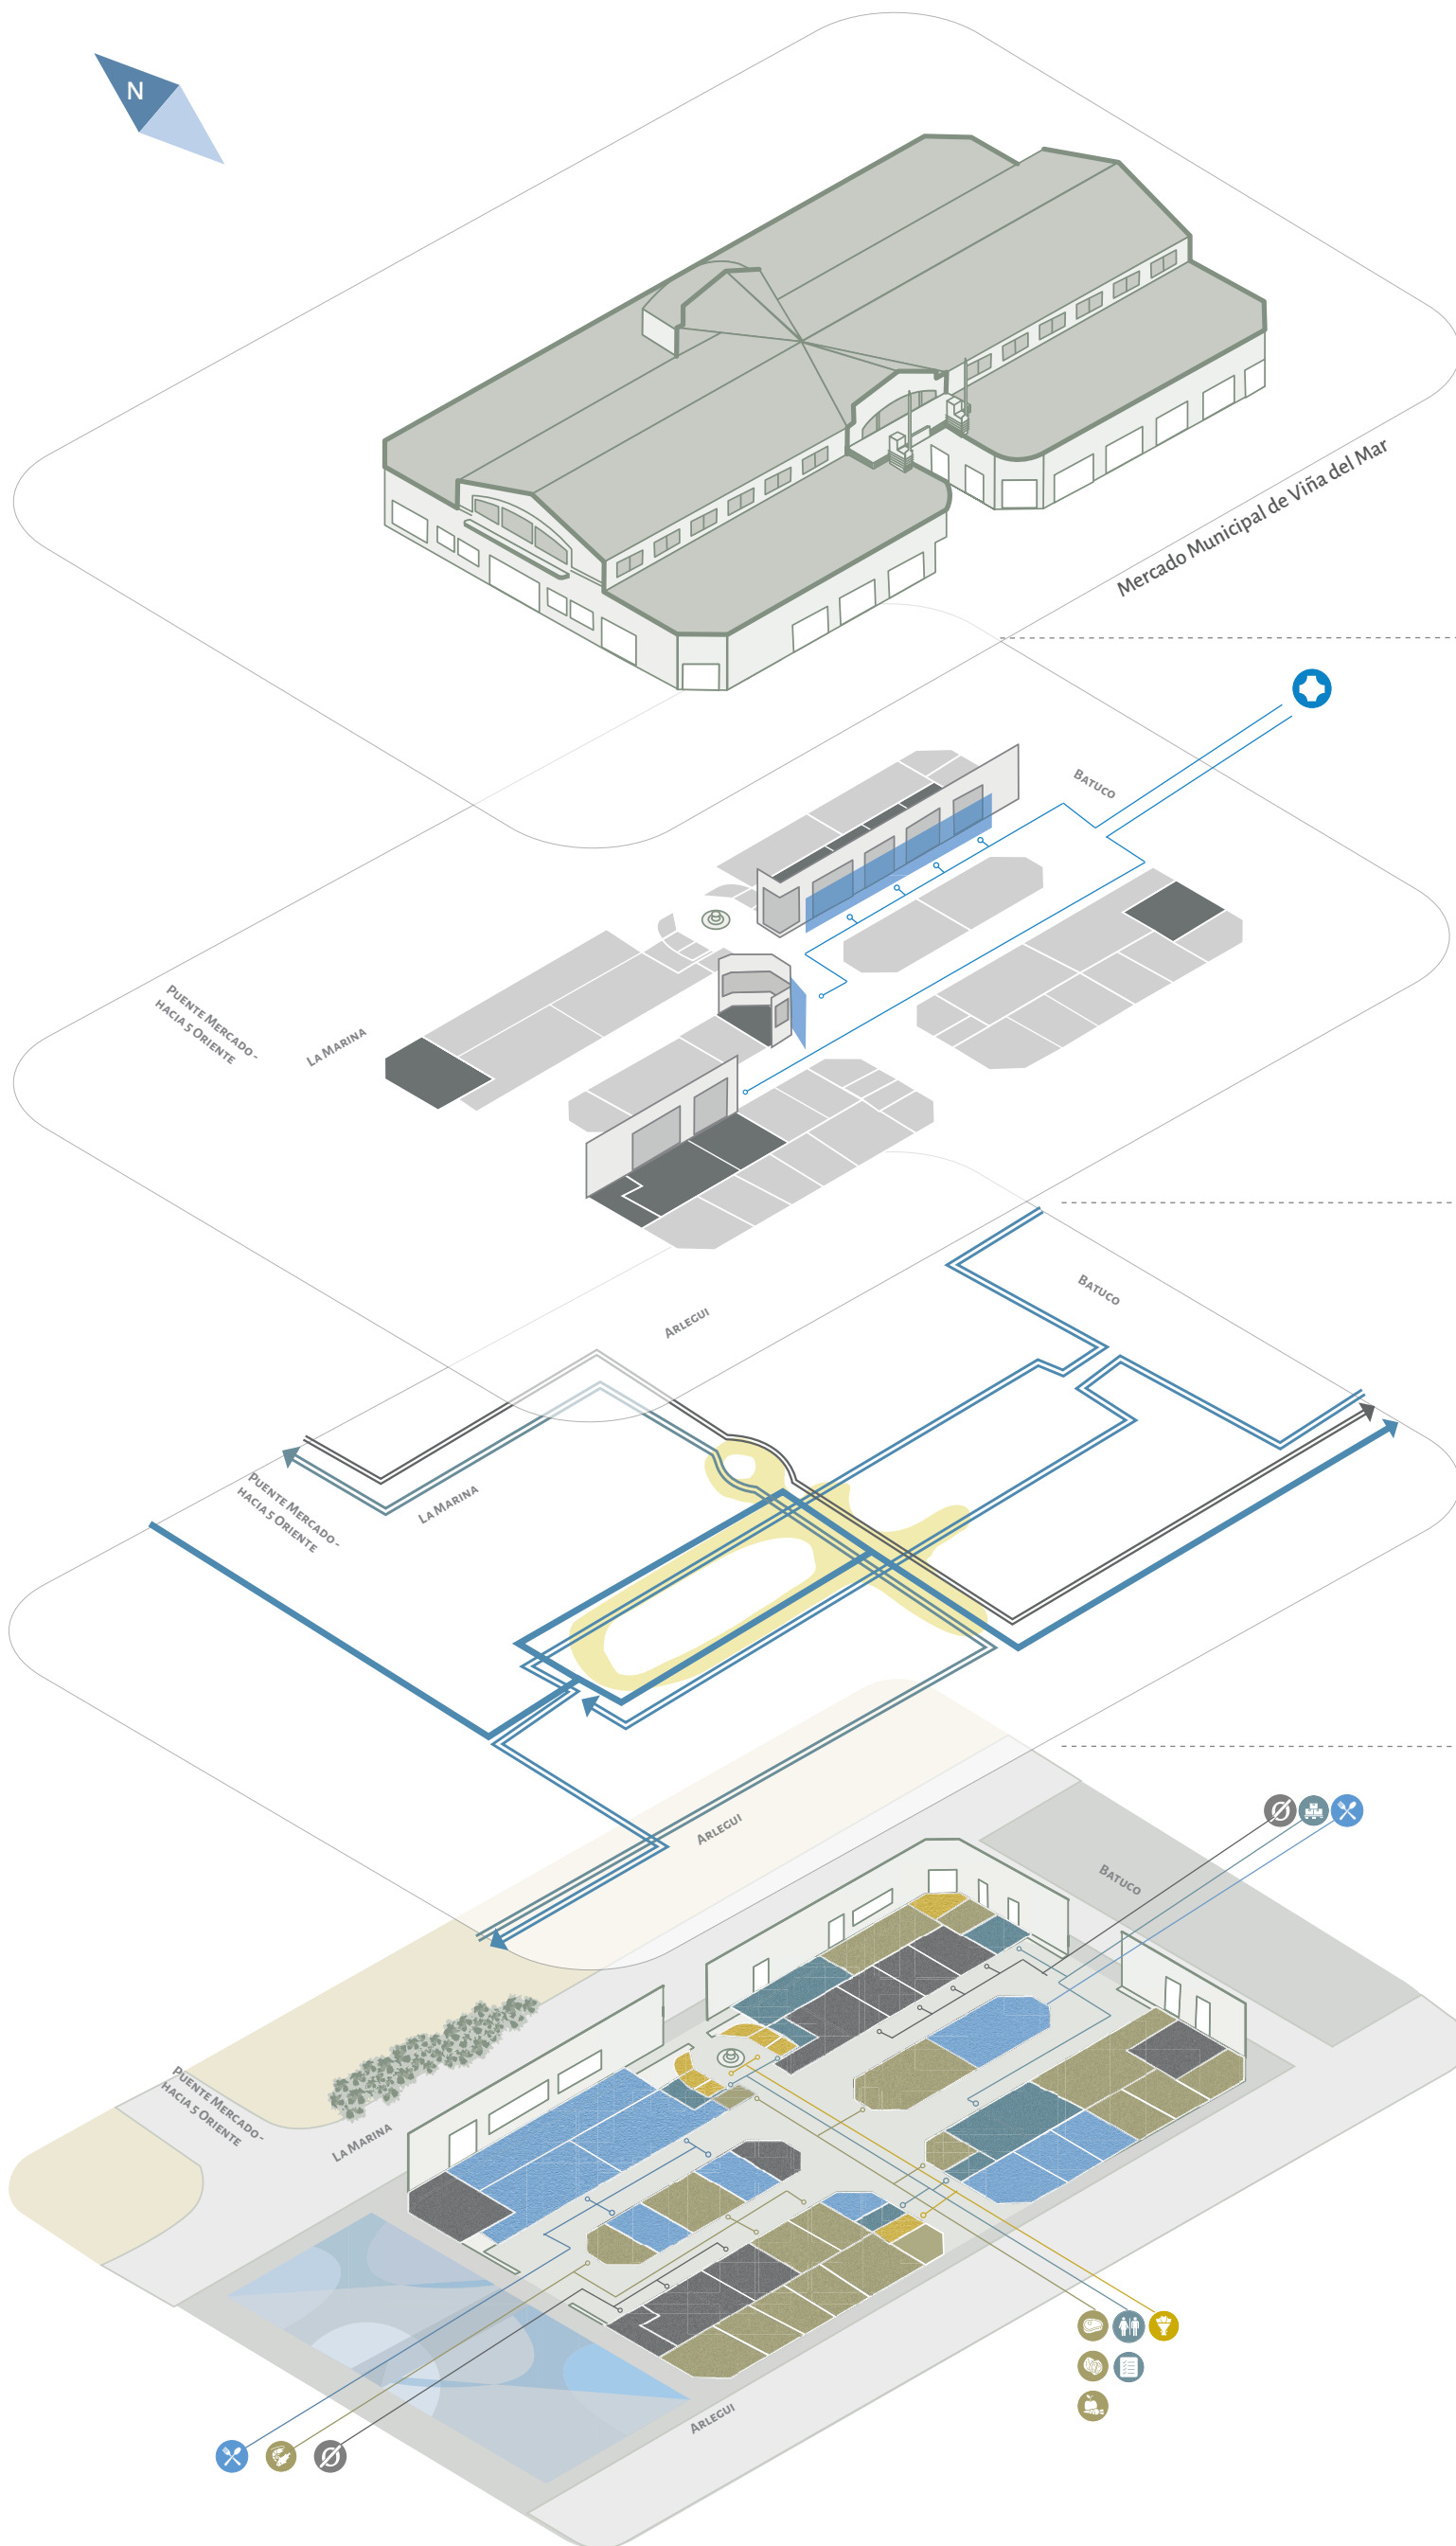 N
Mercado Municipal de Viña del Mar
Batuco
Puente Mercado -
hacia 5 Oriente
La Marina
Arlegui
Batuco
Puente Mercado -
hacia 5 Oriente
La Marina
Arlegui
Batuco
Puente Mercado -
hacia 5 Oriente
La Marina
Arlegui